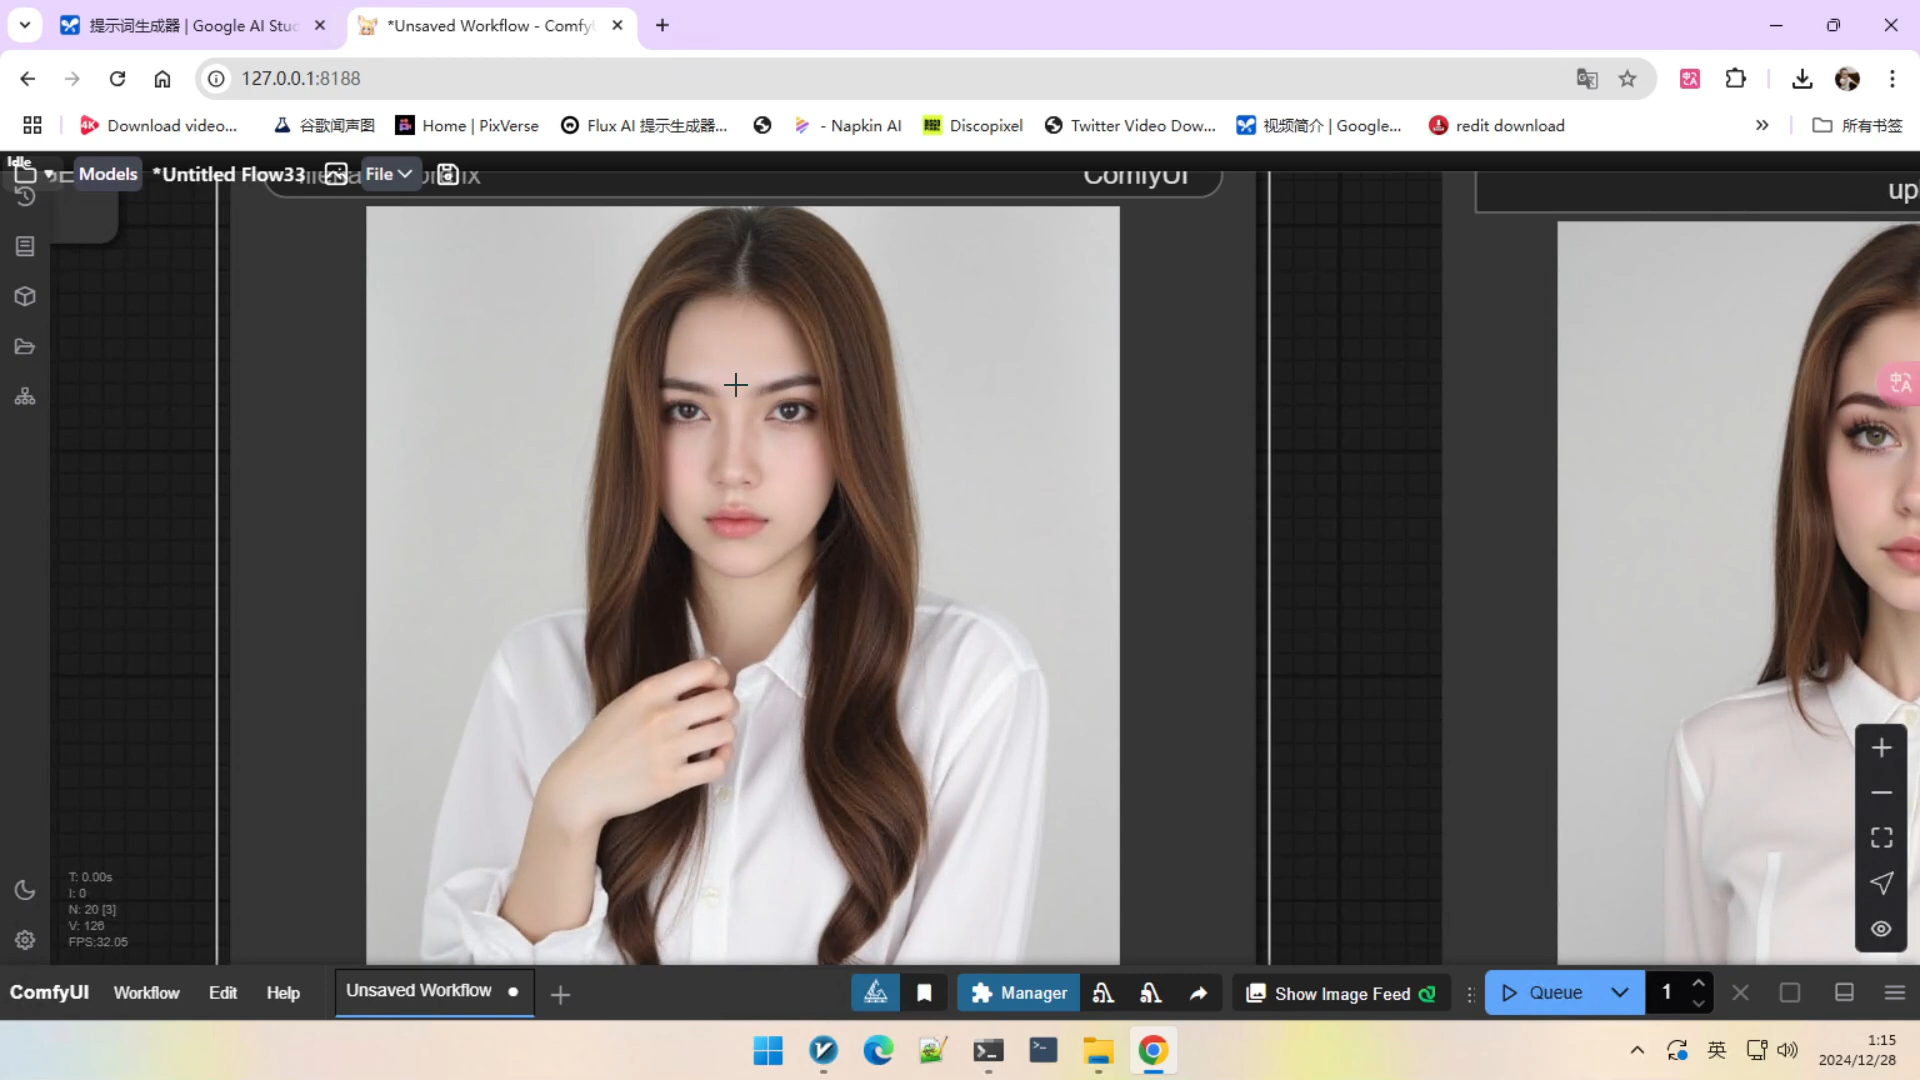 提示词生成器 | Google AI Stuc
*Unsaved Workflow - ComfyU
127.0.0.1:8188
Download video...
谷歌闻声图
Home | PixVerse
Flux AI 提示生成器...
- Napkin AI
Discopixel
Twitter Video Dow...
视频简介 | Google...
redit download
所有书签
Idle
Models
*Untitled Flow33
File
ComfyUI
up
T: 0.00s
I: 0
N: 20 [3]
V: 126
FPS:32.05
ComfyUI
Workflow
Edit
Help
Unsaved Workflow
Manager
Show Image Feed
Queue
1
英
1:15
2024/12/28